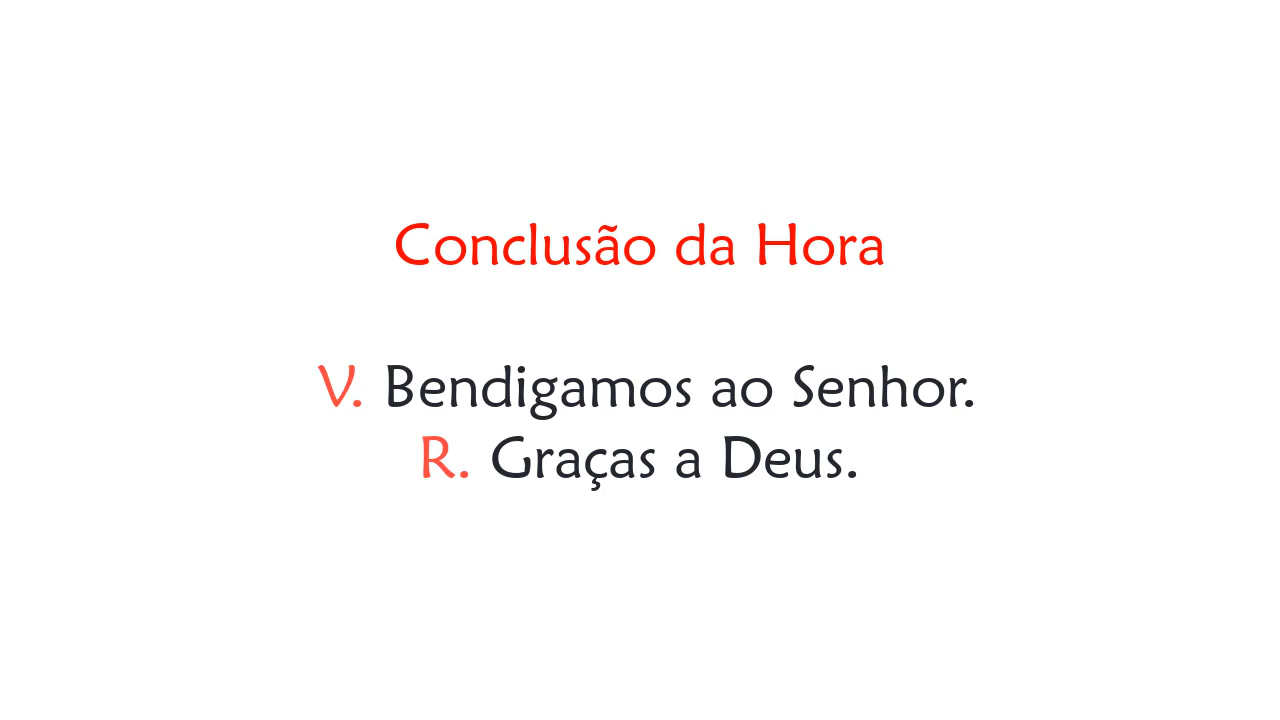 Conclusão da Hora
V. Bendigamos ao Senhor.
R. Graças a Deus.